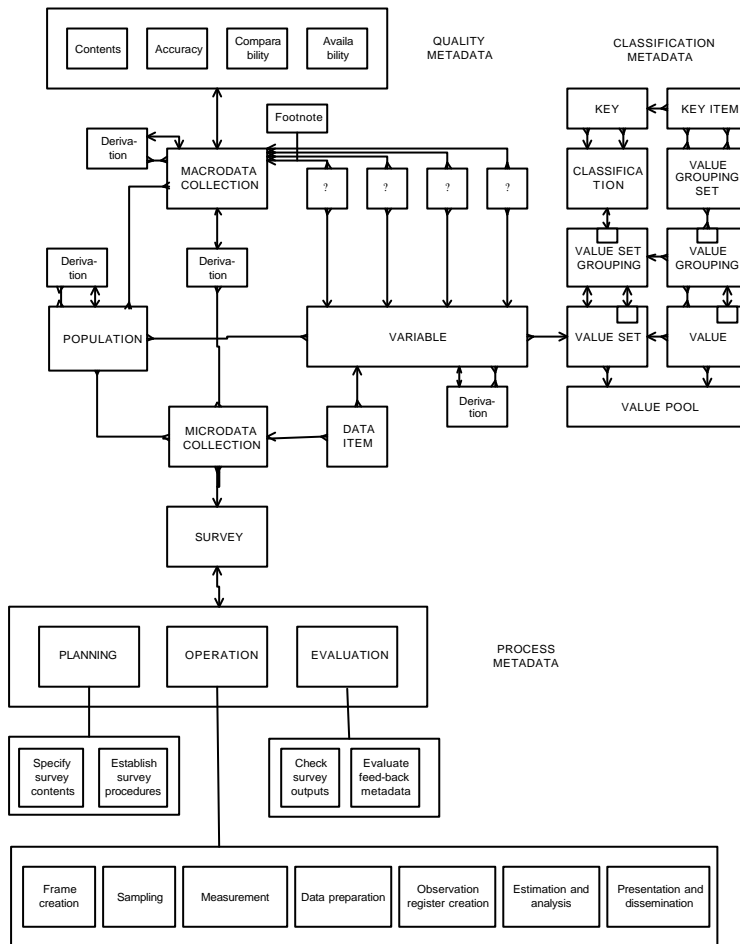 QUALITY
METADATA
CLASSIFICATION
METADATA
Contents
Accuracy
Compara
bility
Availa
bility
Footnote
KEY
KEY ITEM
Deriva-
tion
MACRODATA
COLLECTION
?
?
?
?
CLASSIFICA
TION
VALUE
GROUPING
SET
Deriva-
tion
Deriva-
tion
VALUE SET
GROUPING
VALUE
GROUPING
POPULATION
VARIABLE
VALUE SET
VALUE
Deriva-
tion
VALUE POOL
MICRODATA
COLLECTION
DATA
ITEM
SURVEY
PLANNING
OPERATION
EVALUATION
PROCESS
METADATA
Specify
survey
contents
Establish
survey
procedures
Check
survey
outputs
Evaluate
feed-back
metadata
Frame
creation
Sampling
Measurement
Data preparation
Observation
register creation
Estimation and
analysis
Presentation and
dissemination